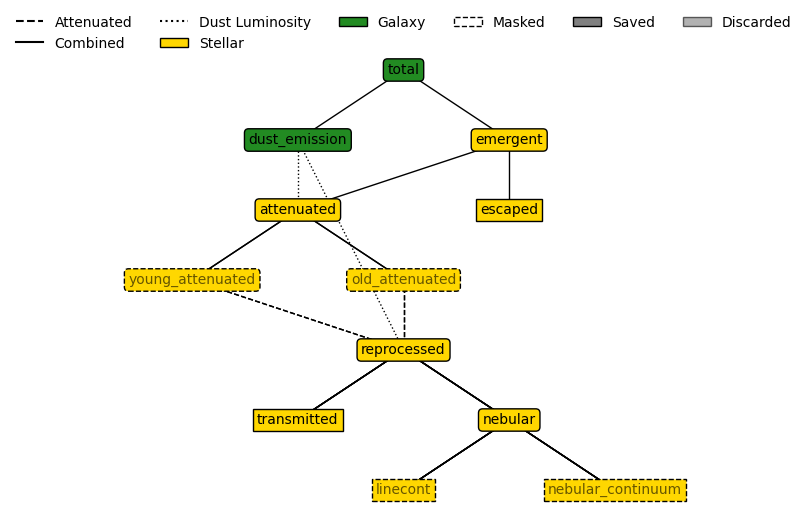 Attenuated
Dust Luminosity
Galaxy
Masked
Saved
Discarded
Combined
Stellar
total
dust_emission
emergent
attenuated
escaped
young_attenuated
old_attenuated
reprocessed
transmitted
nebular
linecont
nebular_continuum